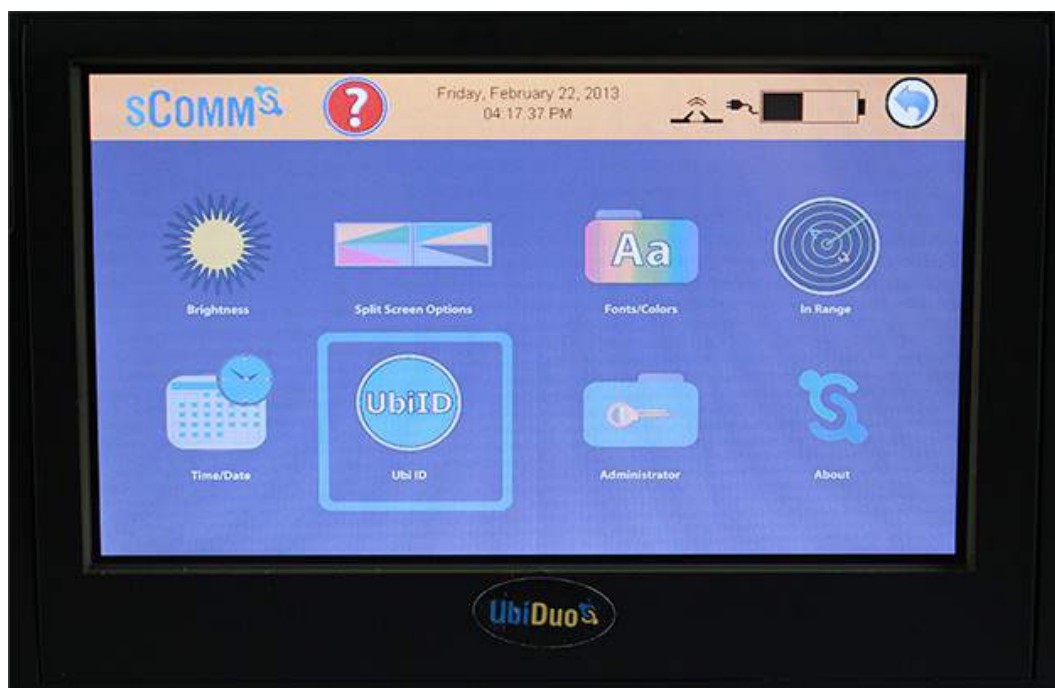 sComm
Friday, February 22, 2013
04:17:37 PM
Aa
Brightness
Split Screen Options
Fonts/Colors
In Range
UbiID
Time/Date
Ubi ID
Administrator
About
UbiDuo